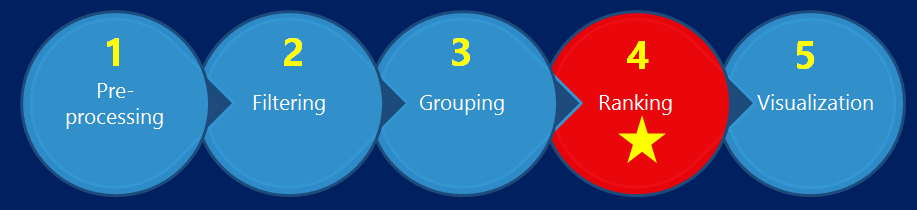 1
Pre-
processing
2
Filtering
3
Grouping
4
Ranking
5
Visualization